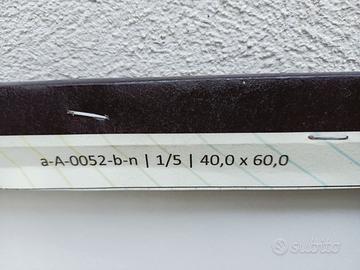 a-A-0052-b-n | 1/5 | 40,0 x 60,0
subito